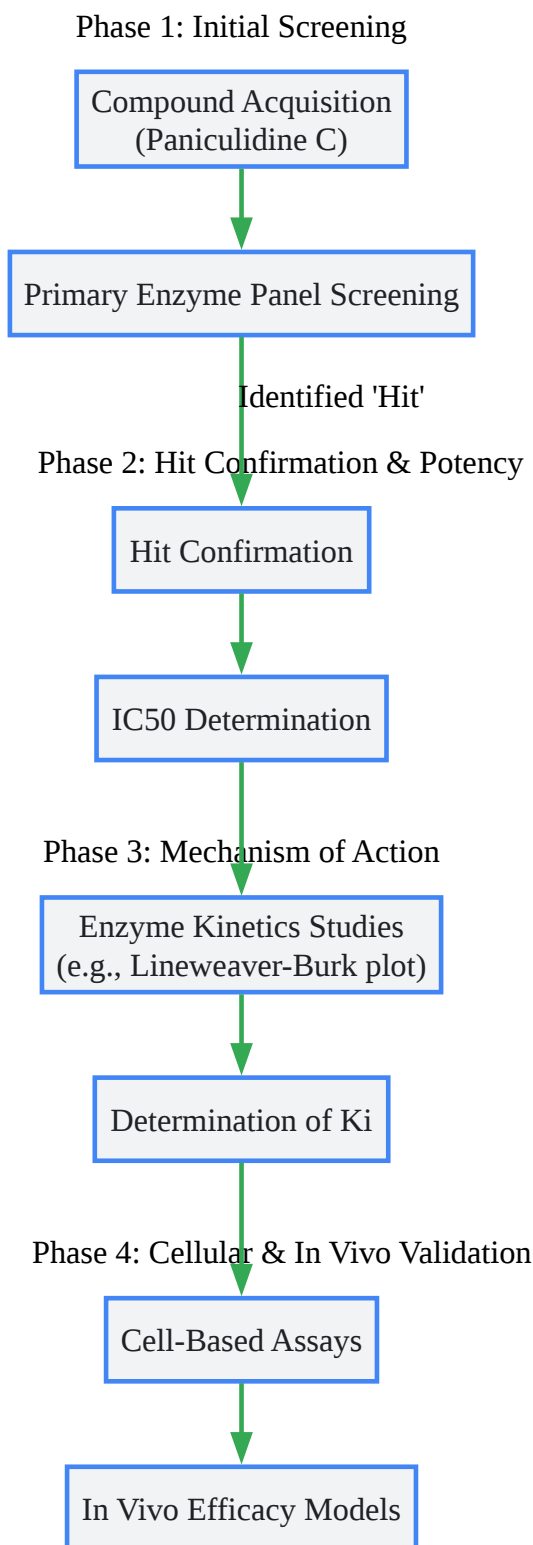 Phase 1: Initial Screening
Compound Acquisition
(Paniculidine C)
Primary Enzyme Panel Screening
Identified 'Hit'
Phase 2: Hit Confirmation & Potency
Hit Confirmation
IC50 Determination
Phase 3: Mechanism of Action
Enzyme Kinetics Studies
(e.g., Lineweaver-Burk plot)
Determination of Ki
Phase 4: Cellular & In Vivo Validation
Cell-Based Assays
In Vivo Efficacy Models